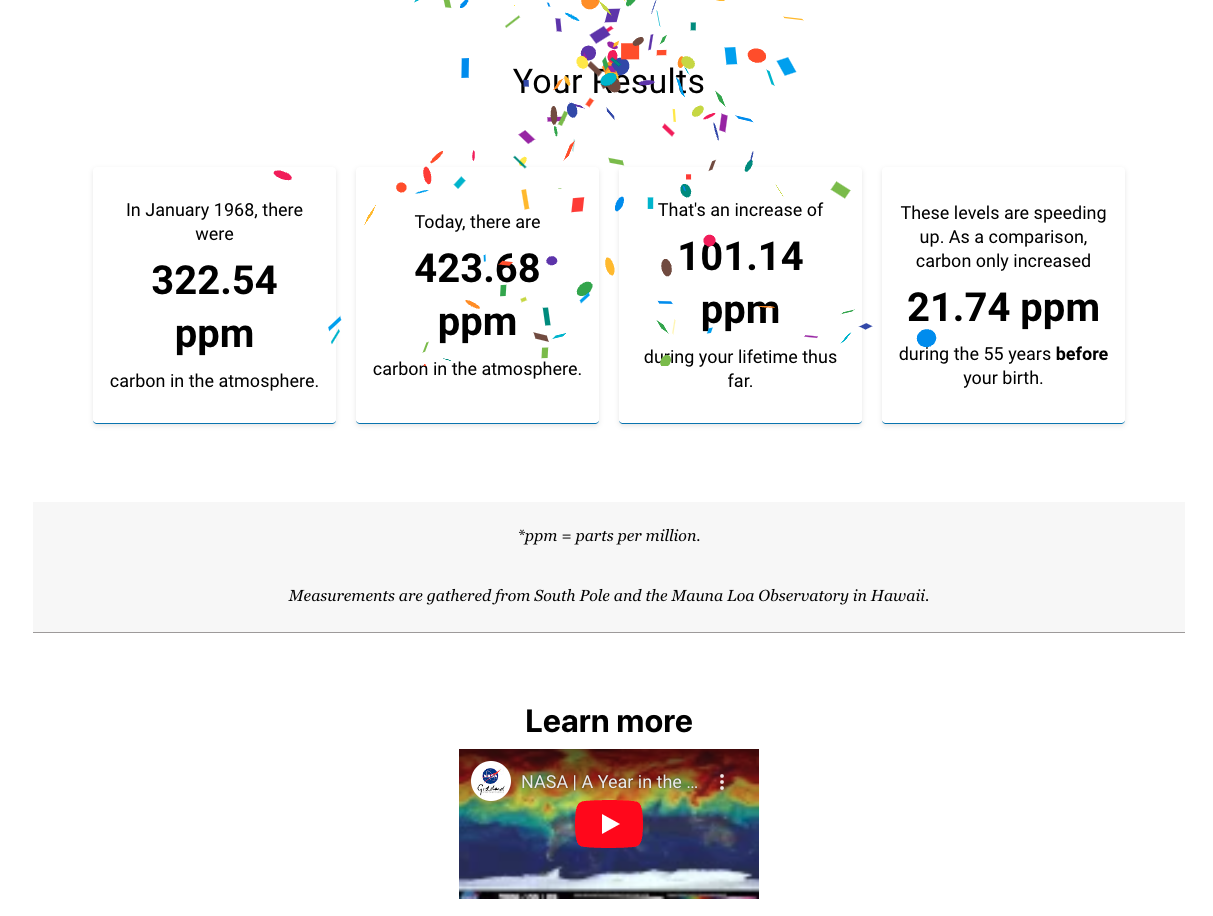 Your Results
In January 1968, there
were
322.54
ppm
carbon in the atmosphere.
Today, there are
423.68
ppm
carbon in the atmosphere.
That's an increase of
101.14
ppm
during your lifetime thus
far.
These levels are speeding
up. As a comparison,
carbon only increased
21.74 ppm
during the 55 years before
your birth.
*ppm = parts per million.
Measurements are gathered from South Pole and the Mauna Loa Observatory in Hawaii.
Learn more
NASA
Goddard
NASA | A Year in the ...